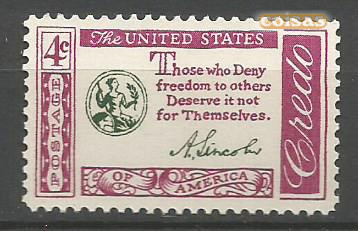 coisas
4c
The UNITED STATES
POSTAGE
Those who Deny
freedom to others
Deserve it not
for Themselves.
A. Lincoln
Credo
OF AMERICA